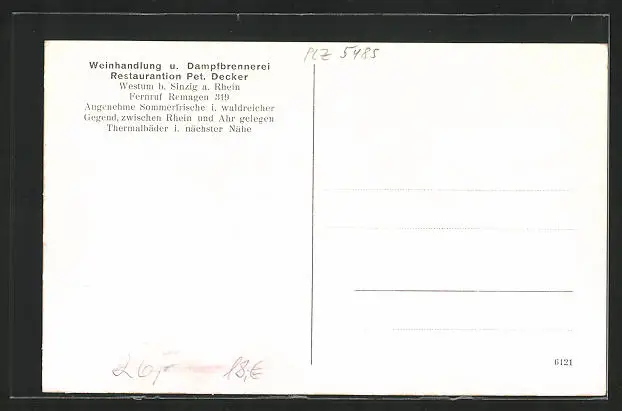 Weinhandlung u. Dampfbrennerei
Restaurantion Pet. Decker
Westum b. Sinzig a. Rhein
Fernruf Remagen 319
Angenehme Sommerfrische i. waldreicher
Gegend, zwischen Rhein und Ahr gelegen
Thermalbäder i. nächster Nähe
PLZ 5485
6121
26,- 18,€